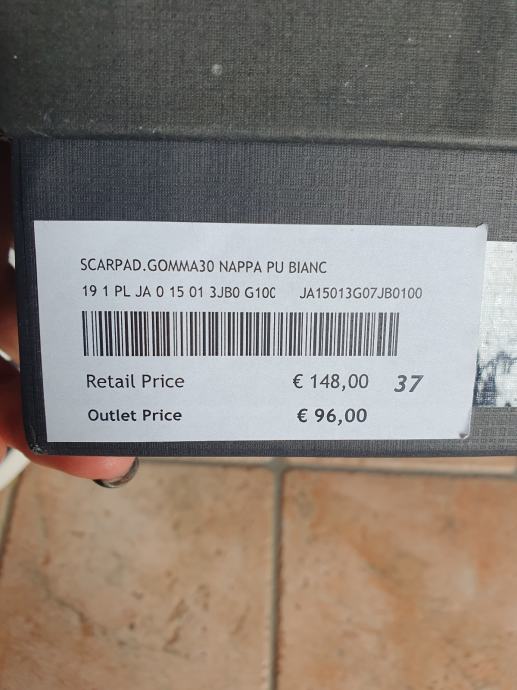 SCARPAD.GOMMA30 NAPPA PU BIANC
19 1 PL JA 0 15 01 3JB0 G10C JA15013G07JB0100
Retail Price € 148,00 37
Outlet Price € 96,00